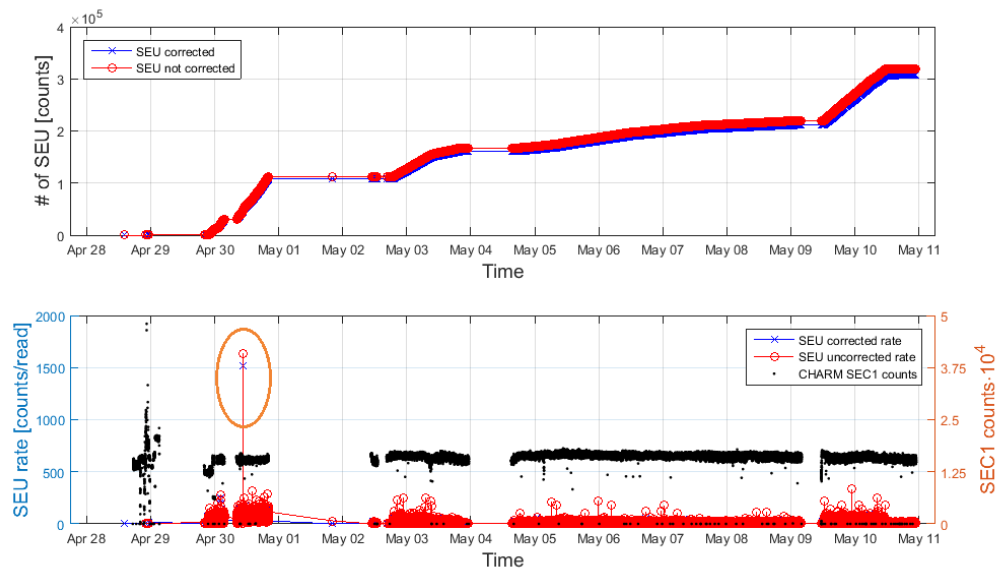 ×10^5
4
3
2
1
0
# of SEU [counts]
SEU corrected
SEU not corrected
Apr 28 Apr 29 Apr 30 May 01 May 02 May 03 May 04 May 05 May 06 May 07 May 08 May 09 May 10 May 11
Time
2000
1500
1000
500
0
SEU rate [counts/read]
SEU corrected rate
SEU uncorrected rate
CHARM SEC1 counts
5
3.75
2.5
1.25
0
SEC1 counts·10^4
Apr 28 Apr 29 Apr 30 May 01 May 02 May 03 May 04 May 05 May 06 May 07 May 08 May 09 May 10 May 11
Time